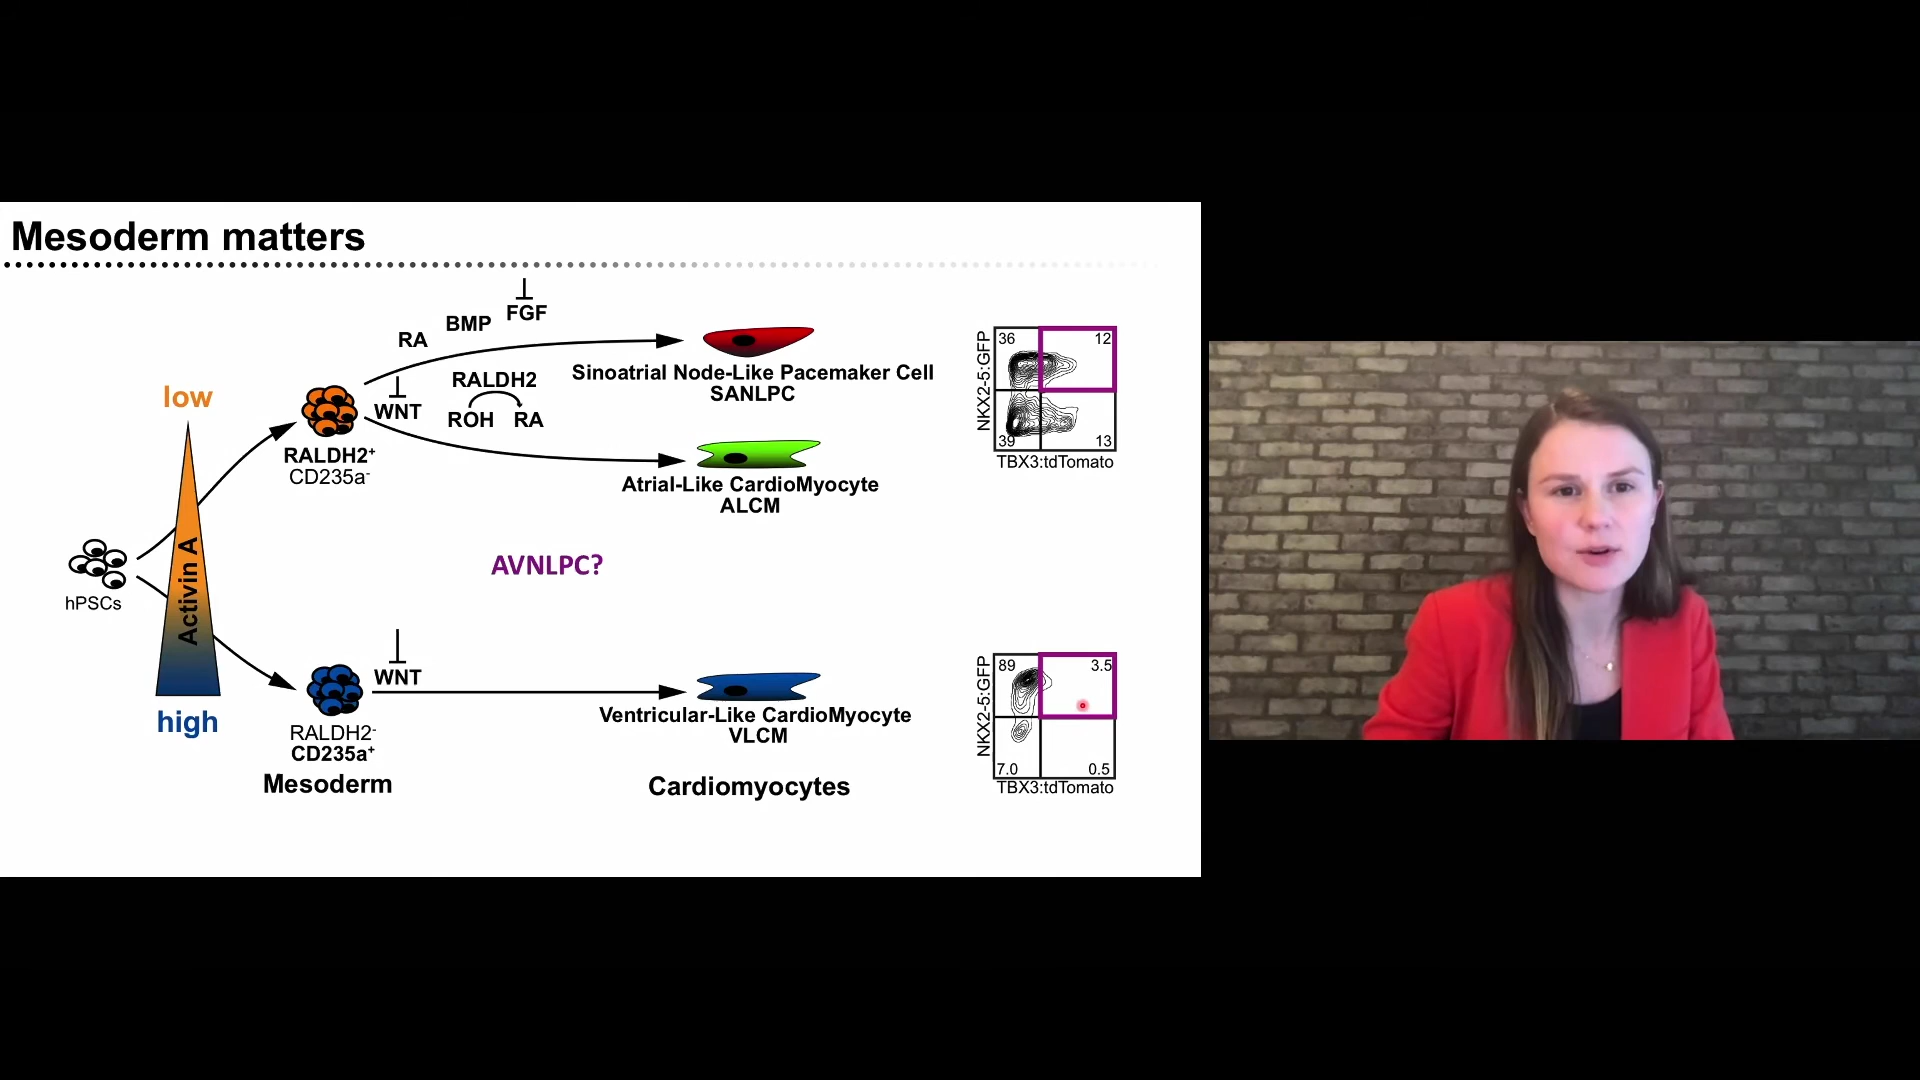 Mesoderm matters
FGF
BMP
RA
RALDH2
WNT
ROH RA
Sinoatrial Node-Like Pacemaker Cell
SANLPC
low
RALDH2+
CD235a-
Atrial-Like CardioMyocyte
ALCM
Activin A
hPSCs
AVNLPC?
high
WNT
RALDH2-
CD235a+
Mesoderm
Ventricular-Like CardioMyocyte
VLCM
Cardiomyocytes
NKX2-5:GFP
36 12
39 13
TBX3:tdTomato
NKX2-5:GFP
89 3.5
7.0 0.5
TBX3:tdTomato